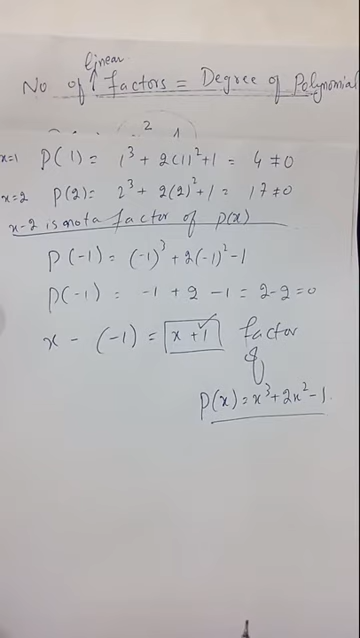 linear
No of ↑ factors = Degree of Polynomial
2
x=1 P(1) = 1³ + 2(1)² + 1 = 4 ≠ 0
x=2 P(2) = 2³ + 2(2)² + 1 = 17 ≠ 0
x-2 is not a factor of P(x)
P(-1) = (-1)³ + 2(-1)² - 1
P(-1) = -1 + 2 - 1 = 2-2 = 0
x - (-1) = x + 1 factor
of
P(x) = x³ + 2x² - 1.